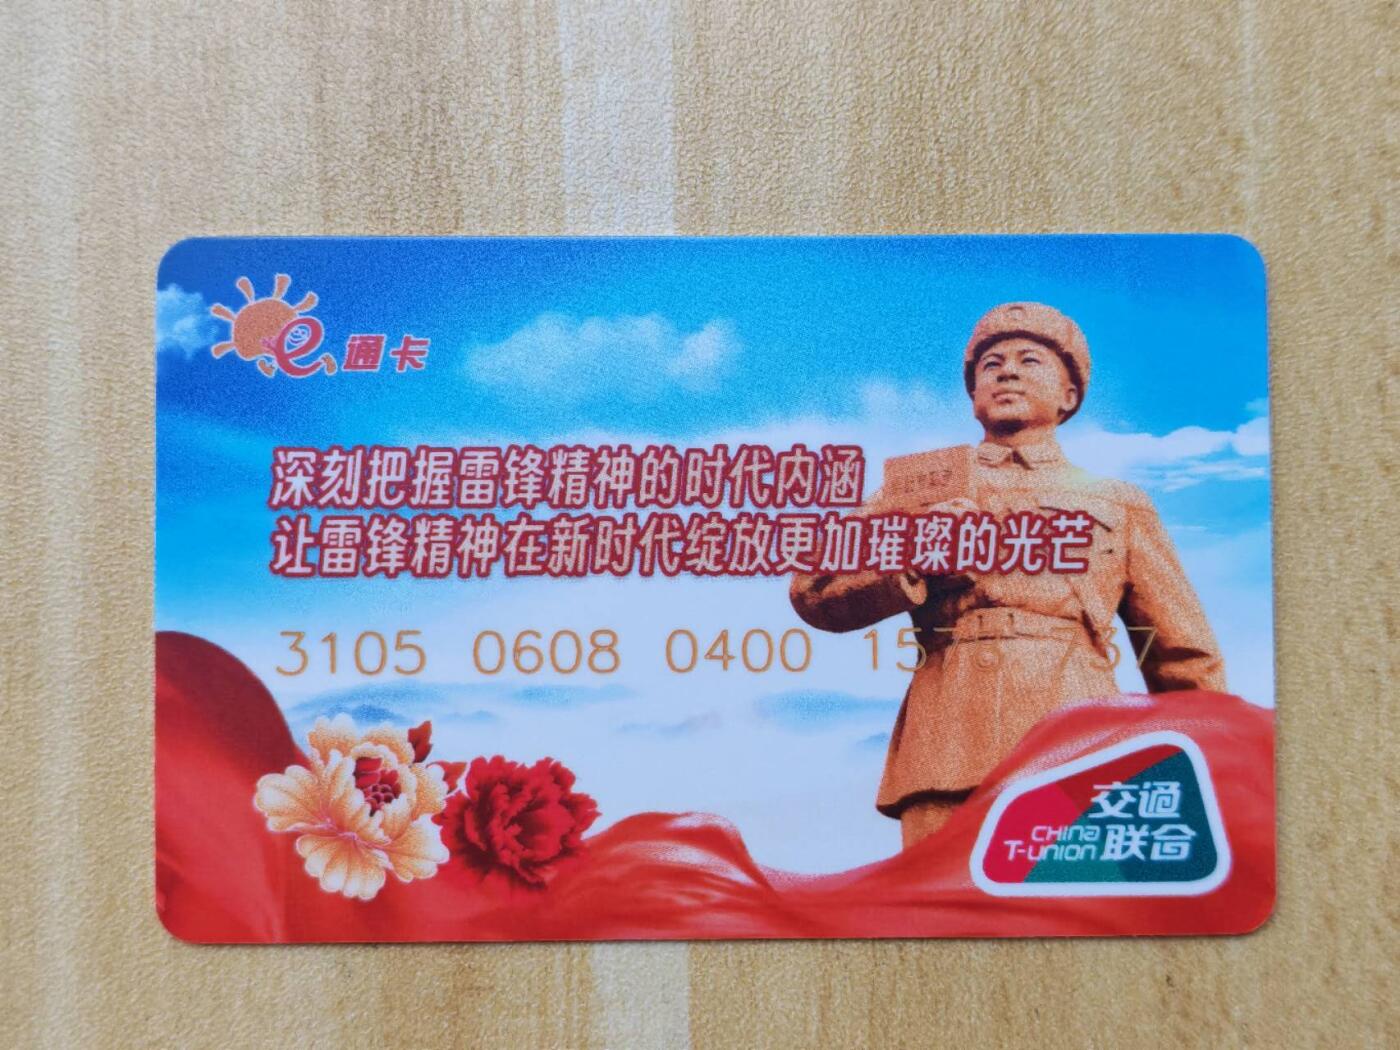 e通卡
深刻把握雷锋精神的时代内涵
让雷锋精神在新时代绽放更加璀璨的光芒
3105 0608 0400 1576 737
交通
CHINA
T-UNION 联合